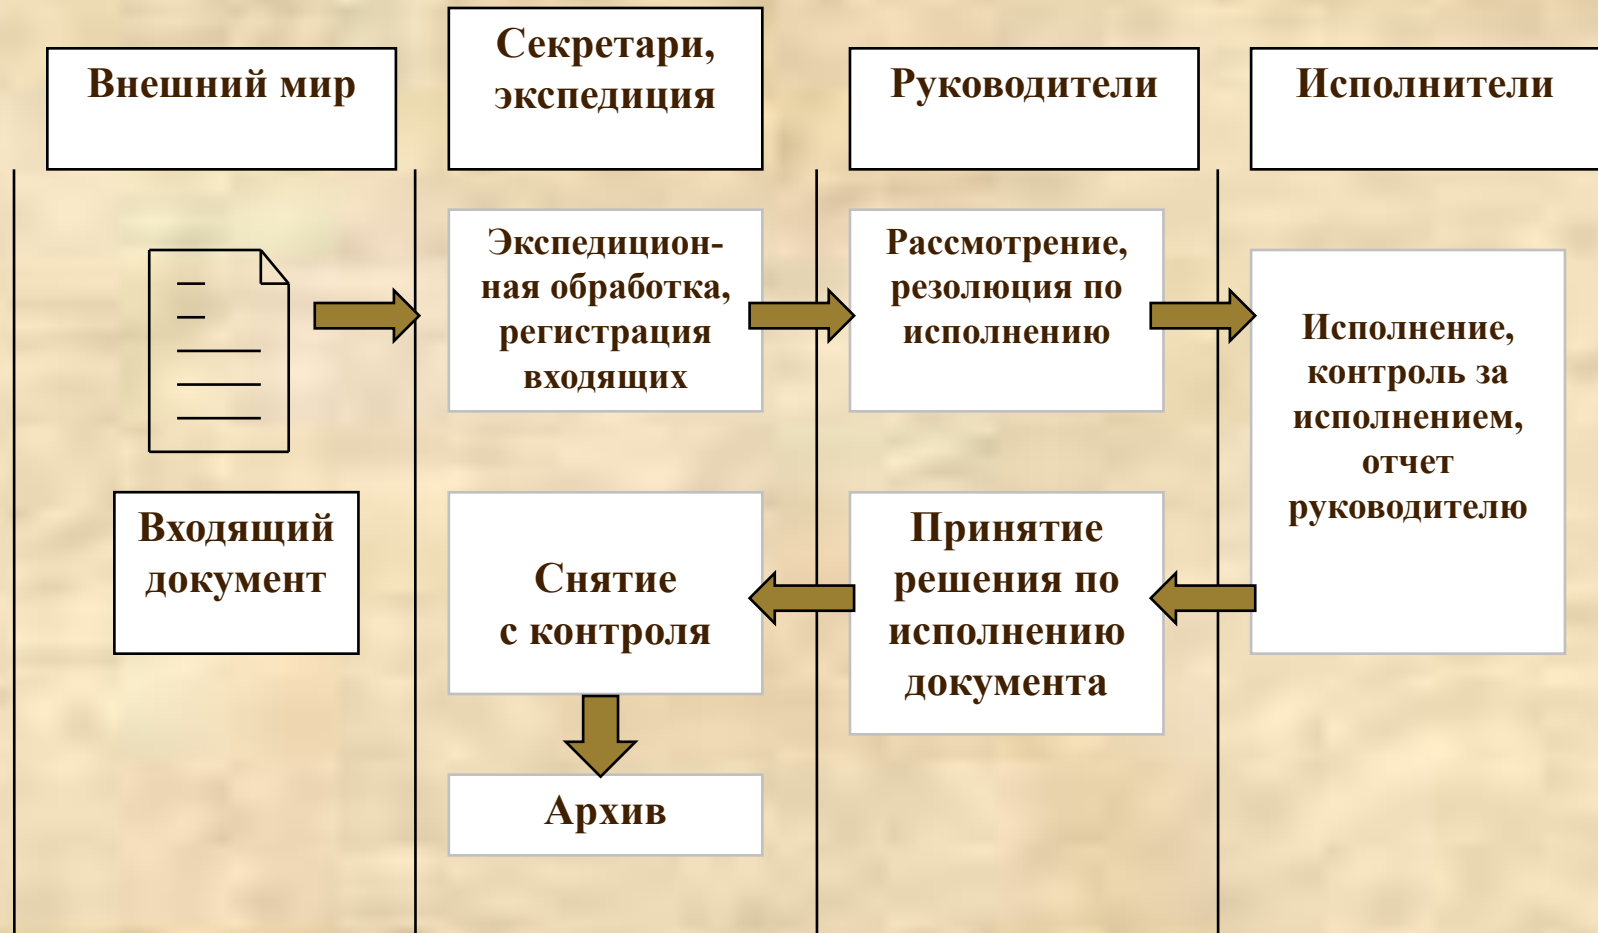 Внешний мир
Секретари,
экспедиция
Руководители
Исполнители
Экспедицион-
ная обработка,
регистрация
входящих
Рассмотрение,
резолюция по
исполнению
Исполнение,
контроль за
исполнением,
отчет
руководителю
Входящий
документ
Снятие
с контроля
Принятие
решения по
исполнению
документа
Архив